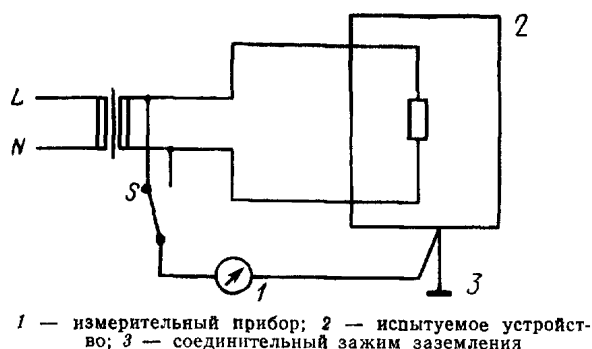 2
L
N
S
1
3
1 — измерительный прибор; 2 — испытуемое устройст-
во; 3 — соединительный зажим заземления